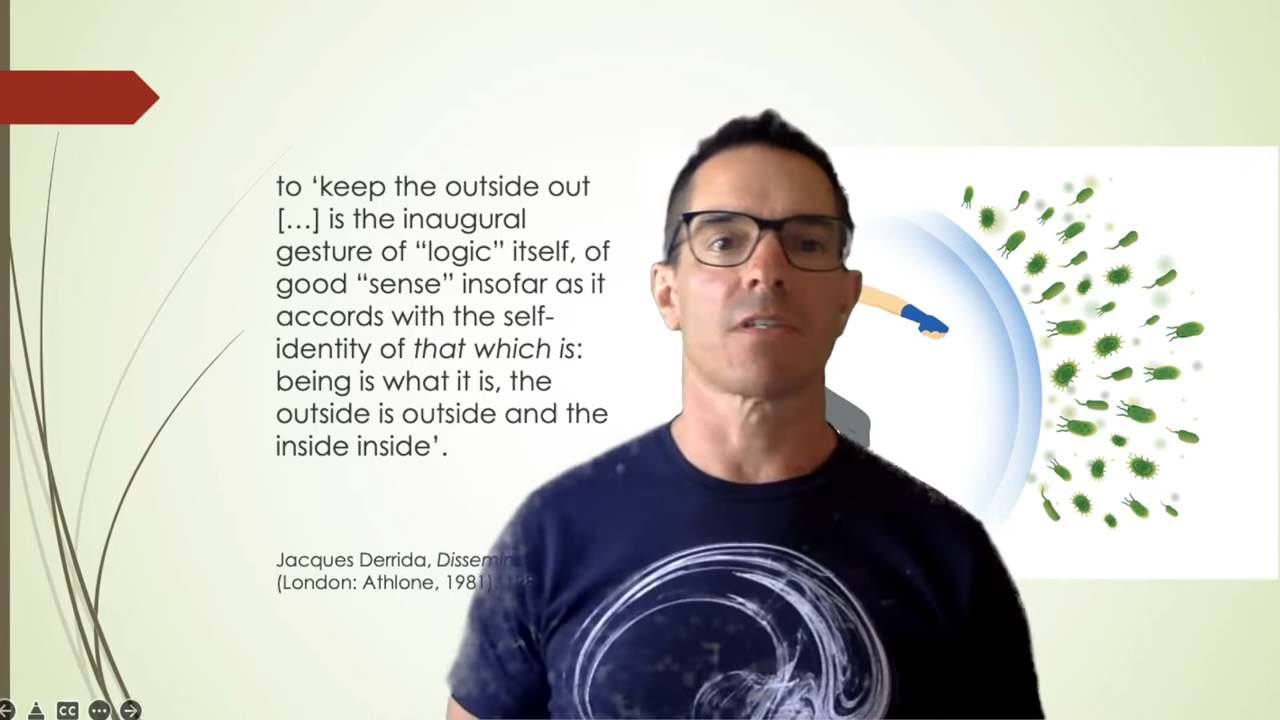 to ‘keep the outside out
[…] is the inaugural
gesture of “logic” itself, of
good “sense” insofar as it
accords with the self-
identity of that which is:
being is what it is, the
outside is outside and the
inside inside’.
Jacques Derrida,
(London: Athlone, 1981)
CC